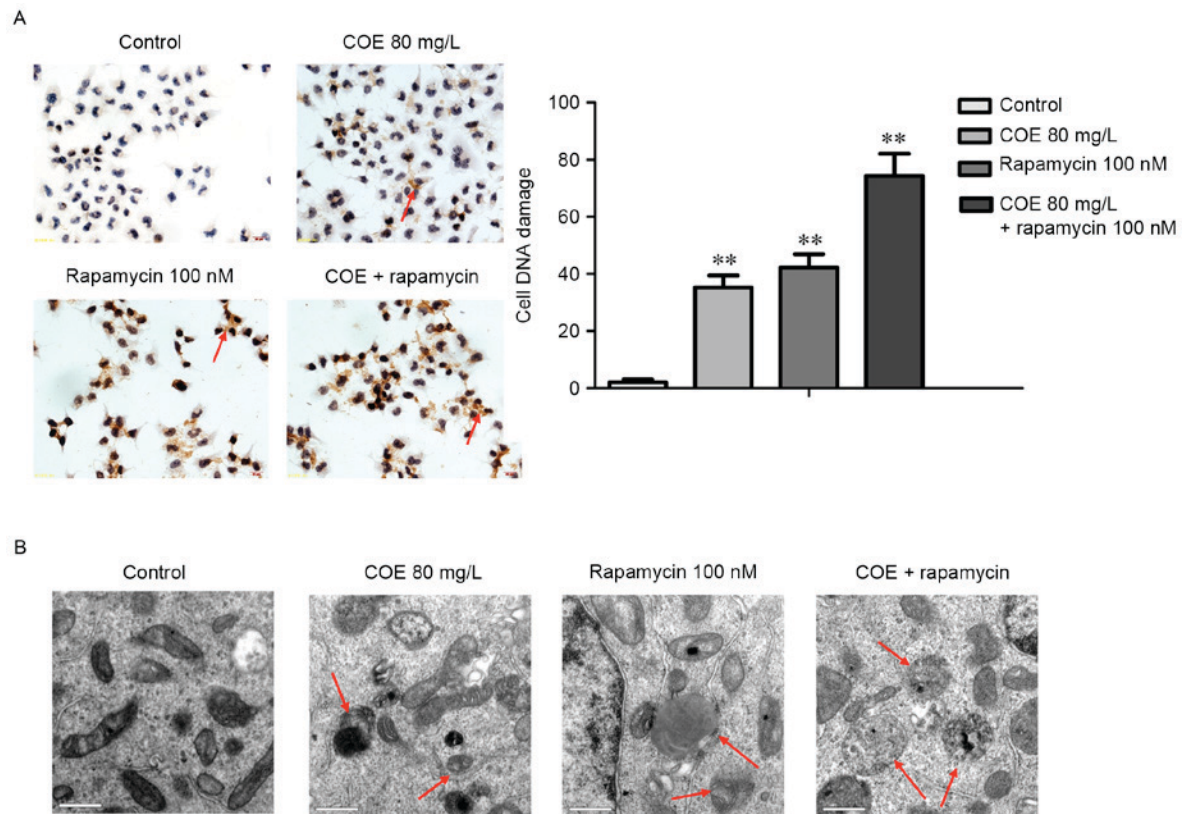 A
Control
COE 80 mg/L
Rapamycin 100 nM
COE + rapamycin
Cell DNA damage
100
80
60
40
20
0
**
**
**
Control
COE 80 mg/L
Rapamycin 100 nM
COE 80 mg/L
+ rapamycin 100 nM
B
Control
COE 80 mg/L
Rapamycin 100 nM
COE + rapamycin